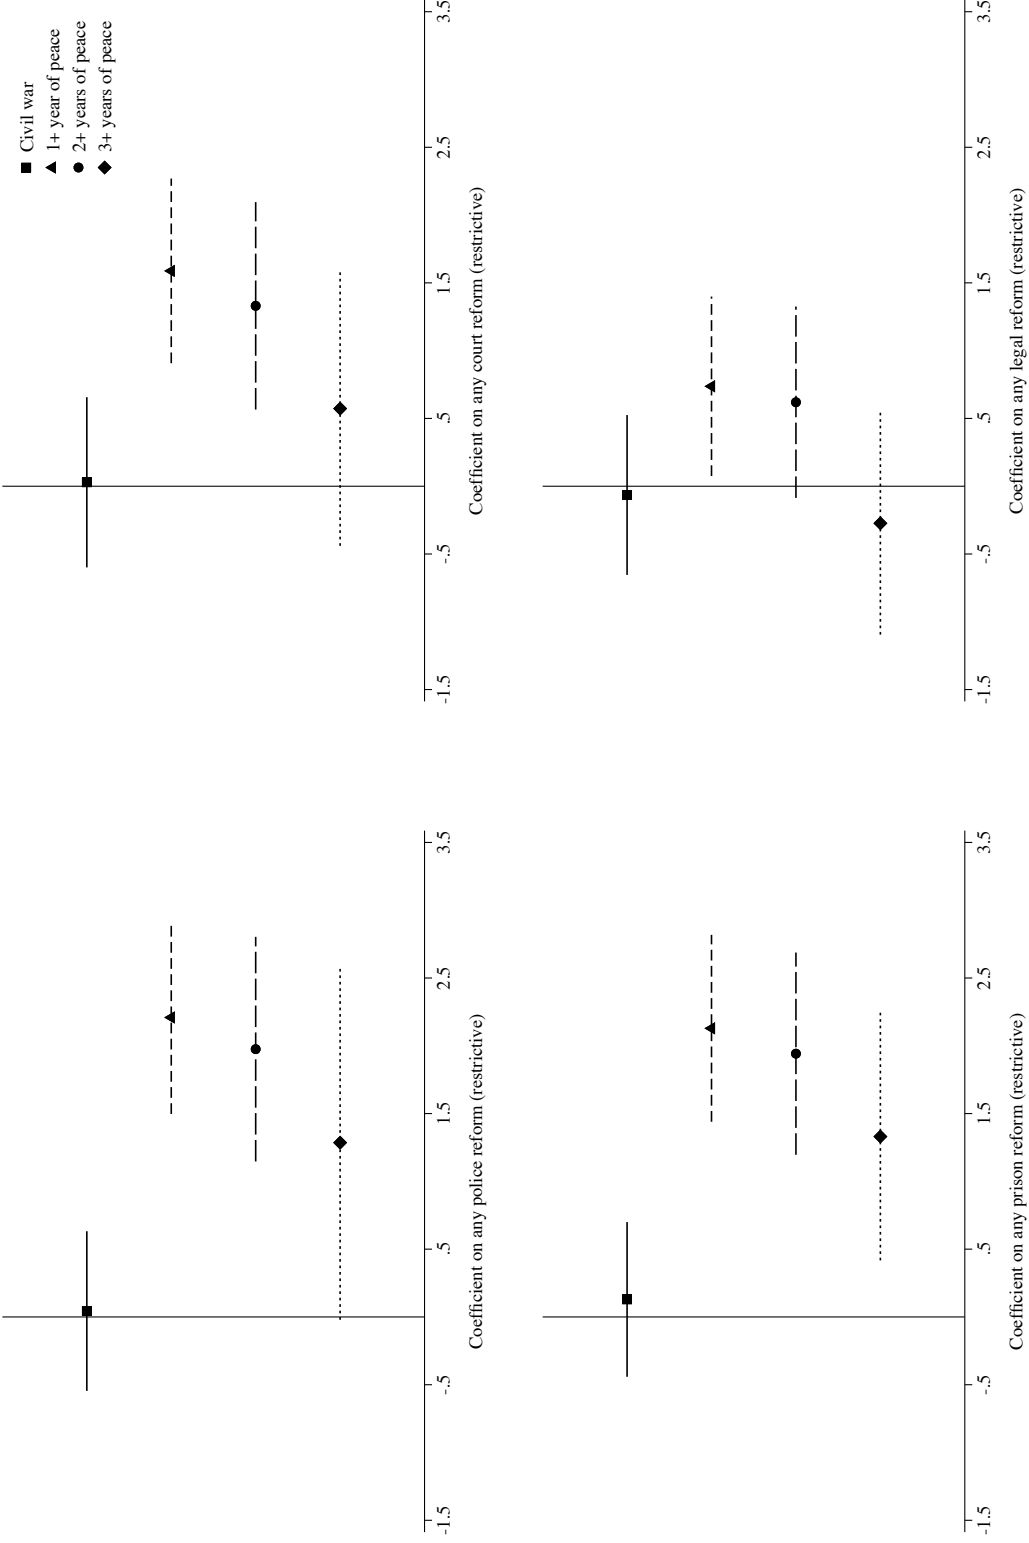 Civil war
1+ year of peace
2+ years of peace
3+ years of peace
-1.5 -.5 .5 1.5 2.5 3.5
Coefficient on any police reform (restrictive)
-1.5 -.5 .5 1.5 2.5 3.5
Coefficient on any court reform (restrictive)
-1.5 -.5 .5 1.5 2.5 3.5
Coefficient on any prison reform (restrictive)
-1.5 -.5 .5 1.5 2.5 3.5
Coefficient on any legal reform (restrictive)